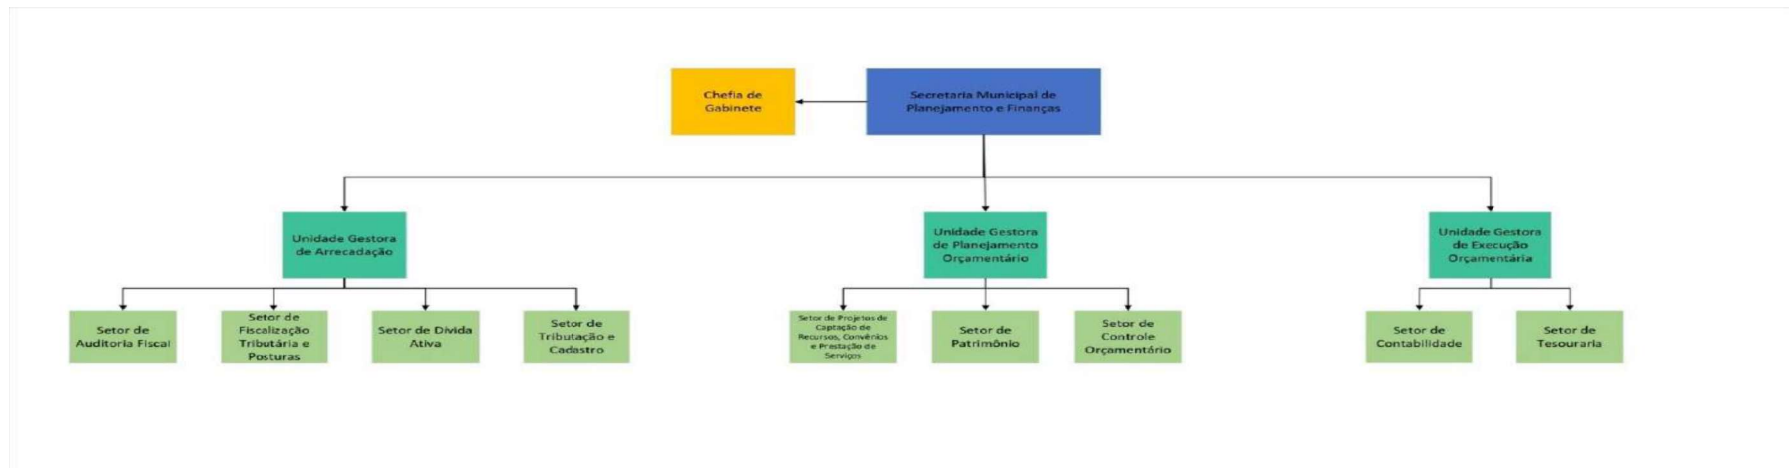 Chefia de
Gabinete
Secretaria Municipal de
Planejamento e Finanças
Unidade Gestora
de Arrecadação
Unidade Gestora
de Planejamento
Orçamentário
Unidade Gestora
de Execução
Orçamentária
Setor de
Auditoria Fiscal
Setor de
Fiscalização
Tributária e
Posturas
Setor de Dívida
Ativa
Setor de
Tributação e
Cadastro
Setor de Projetos de
Captação de
Recursos, Convênios
e Prestação de
Serviços
Setor de
Patrimônio
Setor de
Controle
Orçamentário
Setor de
Contabilidade
Setor de
Tesouraria